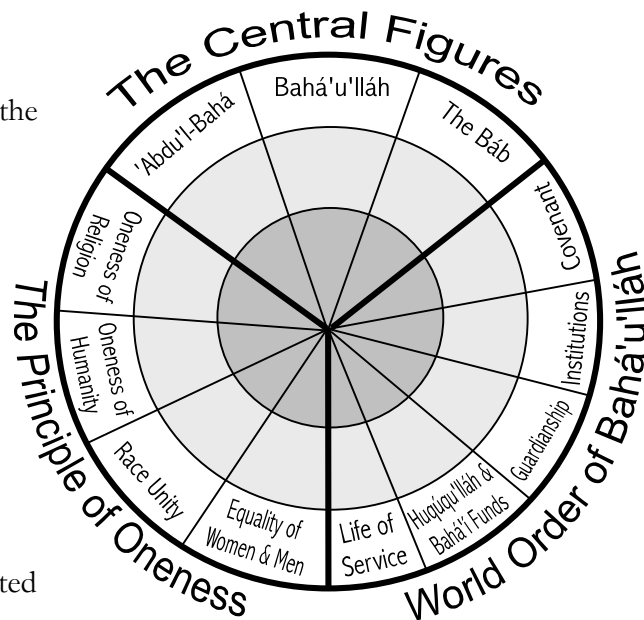 The Central Figures
the
'Abdu'l-Bahá
Bahá'u'lláh
The Báb
Covenant
Institutions
Guardianship
Huqúqu'lláh &
Bahá'í Funds
Life of
Service
World Order of Bahá'u'lláh
Equality of
Women & Men
Race Unity
Oneness of
Humanity
Oneness of
Religion
The Principle of Oneness
ted